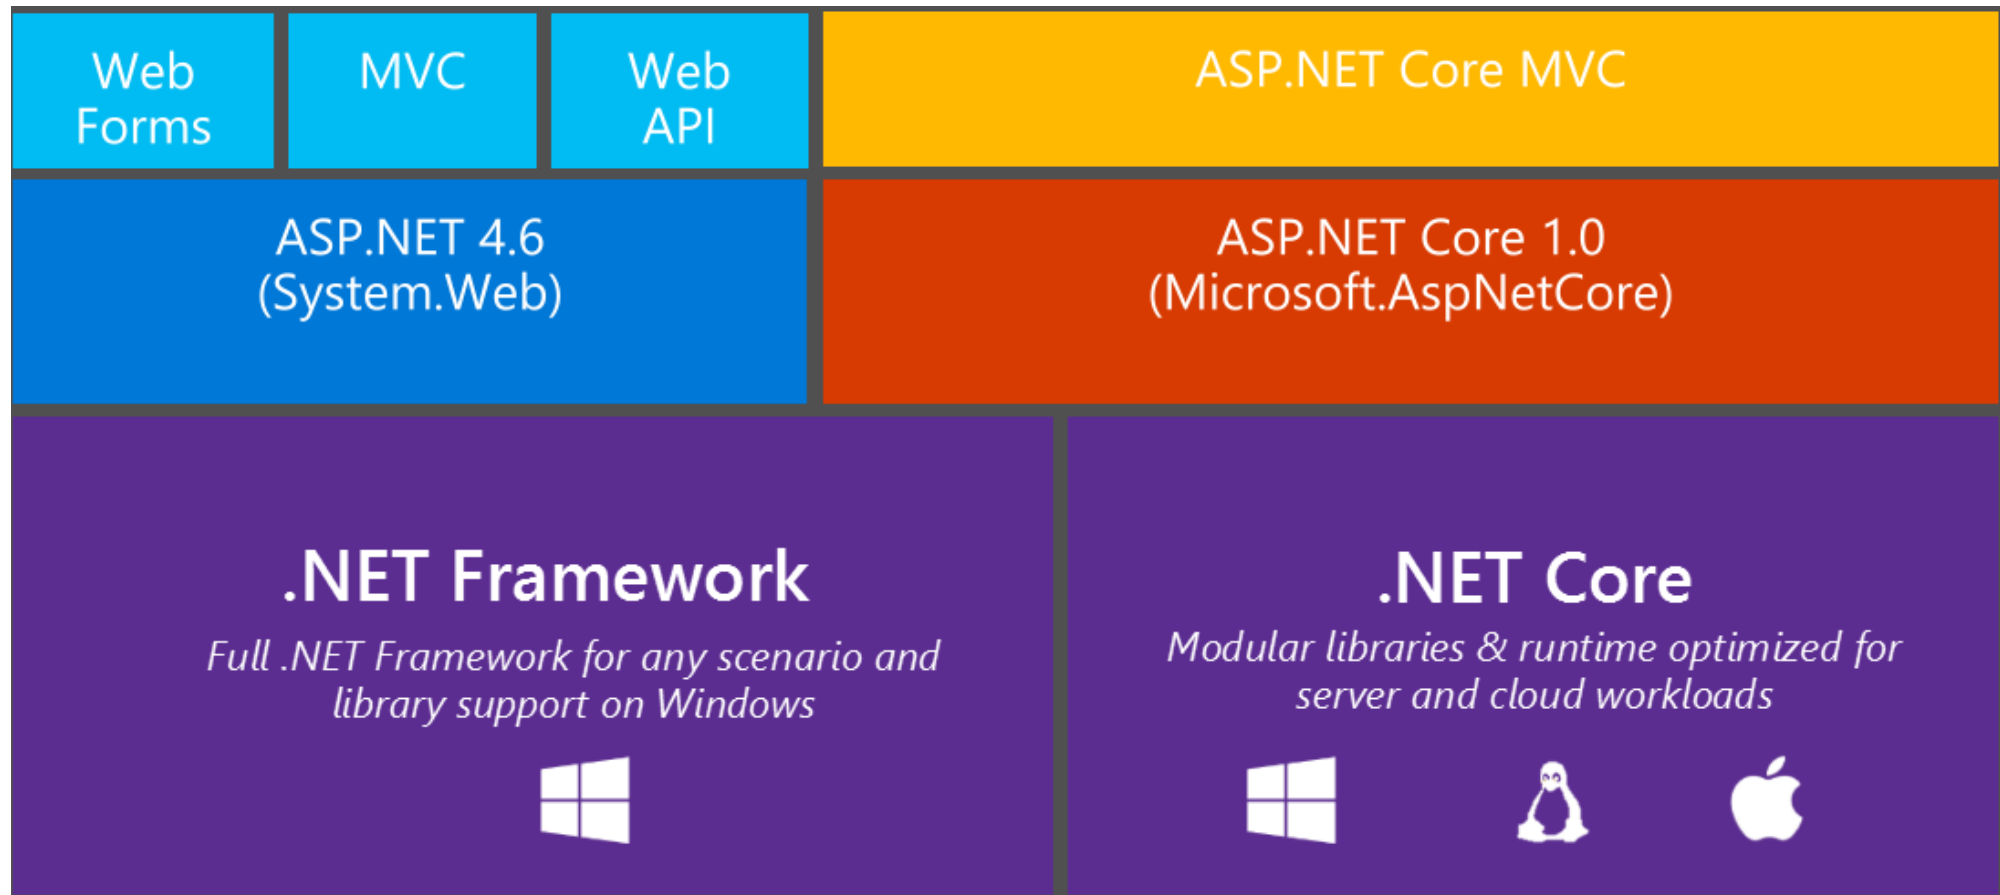 Web
Forms
MVC
Web
API
ASP.NET Core MVC
ASP.NET 4.6
(System.Web)
ASP.NET Core 1.0
(Microsoft.AspNetCore)
.NET Framework
Full .NET Framework for any scenario and
library support on Windows
.NET Core
Modular libraries & runtime optimized for
server and cloud workloads